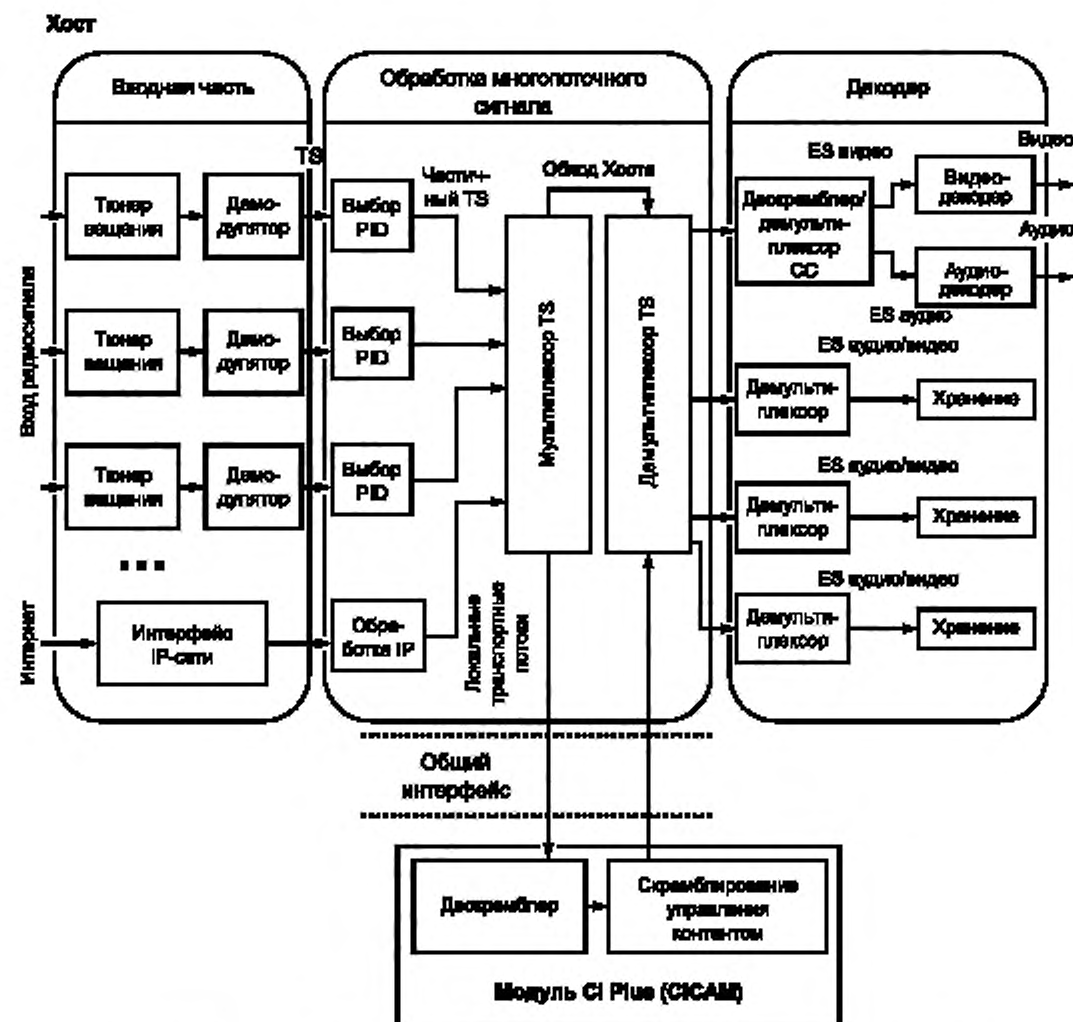 Хост
Входная часть
Обработка многопоточного
сигнала
Декодер
TS
Вход радиосигнала
Тюнер
вещания
Демо-
дулятор
Выбор
PID
Частич-
ный TS
Обход Хоста
Тюнер
вещания
Демо-
дулятор
Выбор
PID
Тюнер
вещания
Демо-
дулятор
Выбор
PID
...
Интернет
Интерфейс
IP-сети
Обра-
ботка IP
Локальные
транспортные
потоки
Мультиплексор TS
Демультиплексор TS
ES видео
Видео
Дескремблер/
демульти-
плексор
CC
Видео-
декодер
Аудио
Аудио-
декодер
ES аудио
ES аудио/видео
Демульти-
плексор
Хранение
ES аудио/видео
Демульти-
плексор
Хранение
ES аудио/видео
Демульти-
плексор
Хранение
Общий
интерфейс
Дескремблер
Скремблирование
управления
контентом
Модуль CI Plus (CICAM)